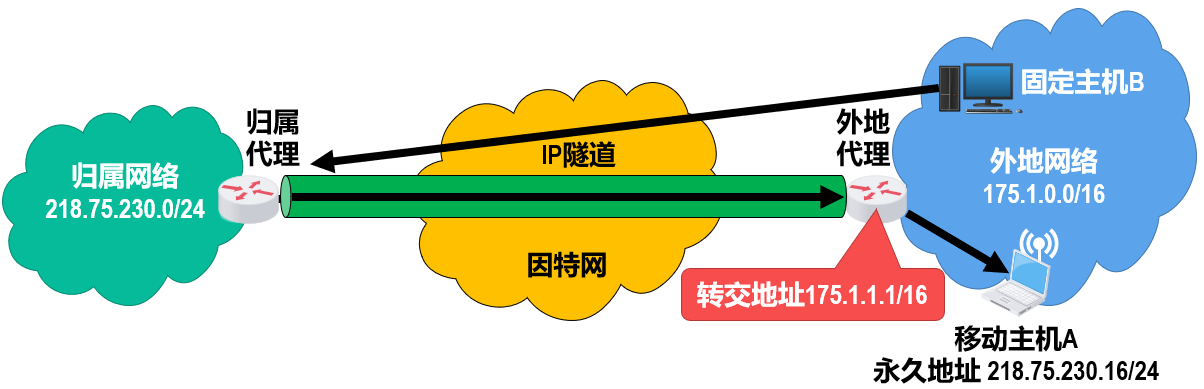 归属网络
218.75.230.0/24
归属
代理
IP隧道
因特网
外地
代理
固定主机B
外地网络
175.1.0.0/16
转交地址175.1.1.1/16
移动主机A
永久地址 218.75.230.16/24